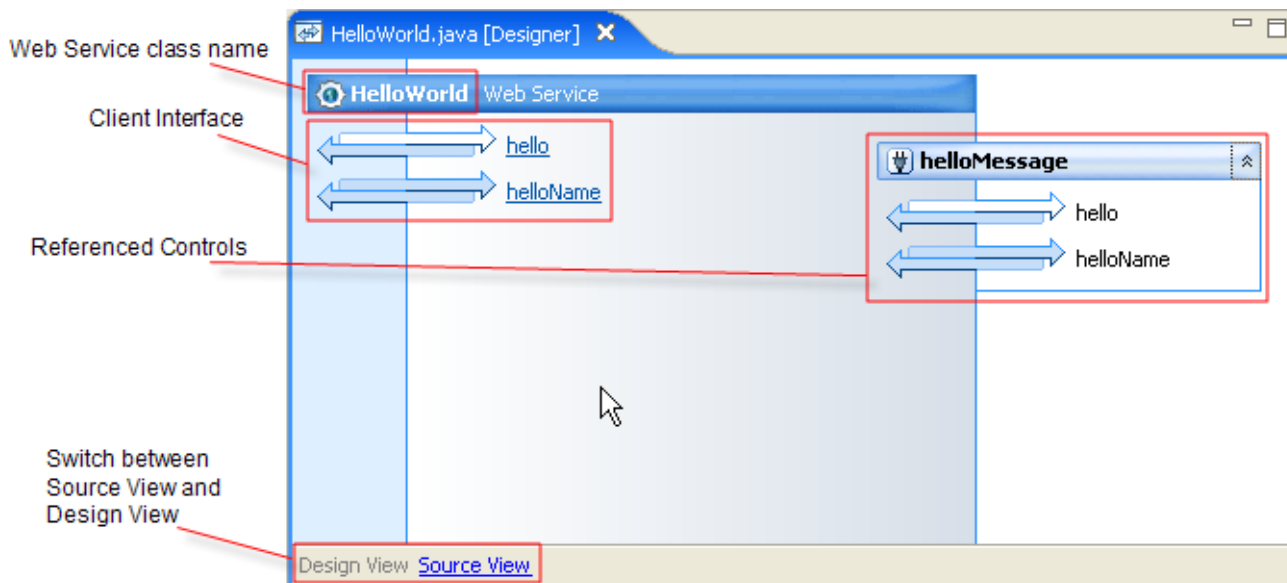 HelloWorld.java [Designer]
Web Service class name
HelloWorld Web Service
Client Interface
hello
helloName
helloMessage
hello
helloName
Referenced Controls
Switch between
Source View and
Design View
Design View Source View